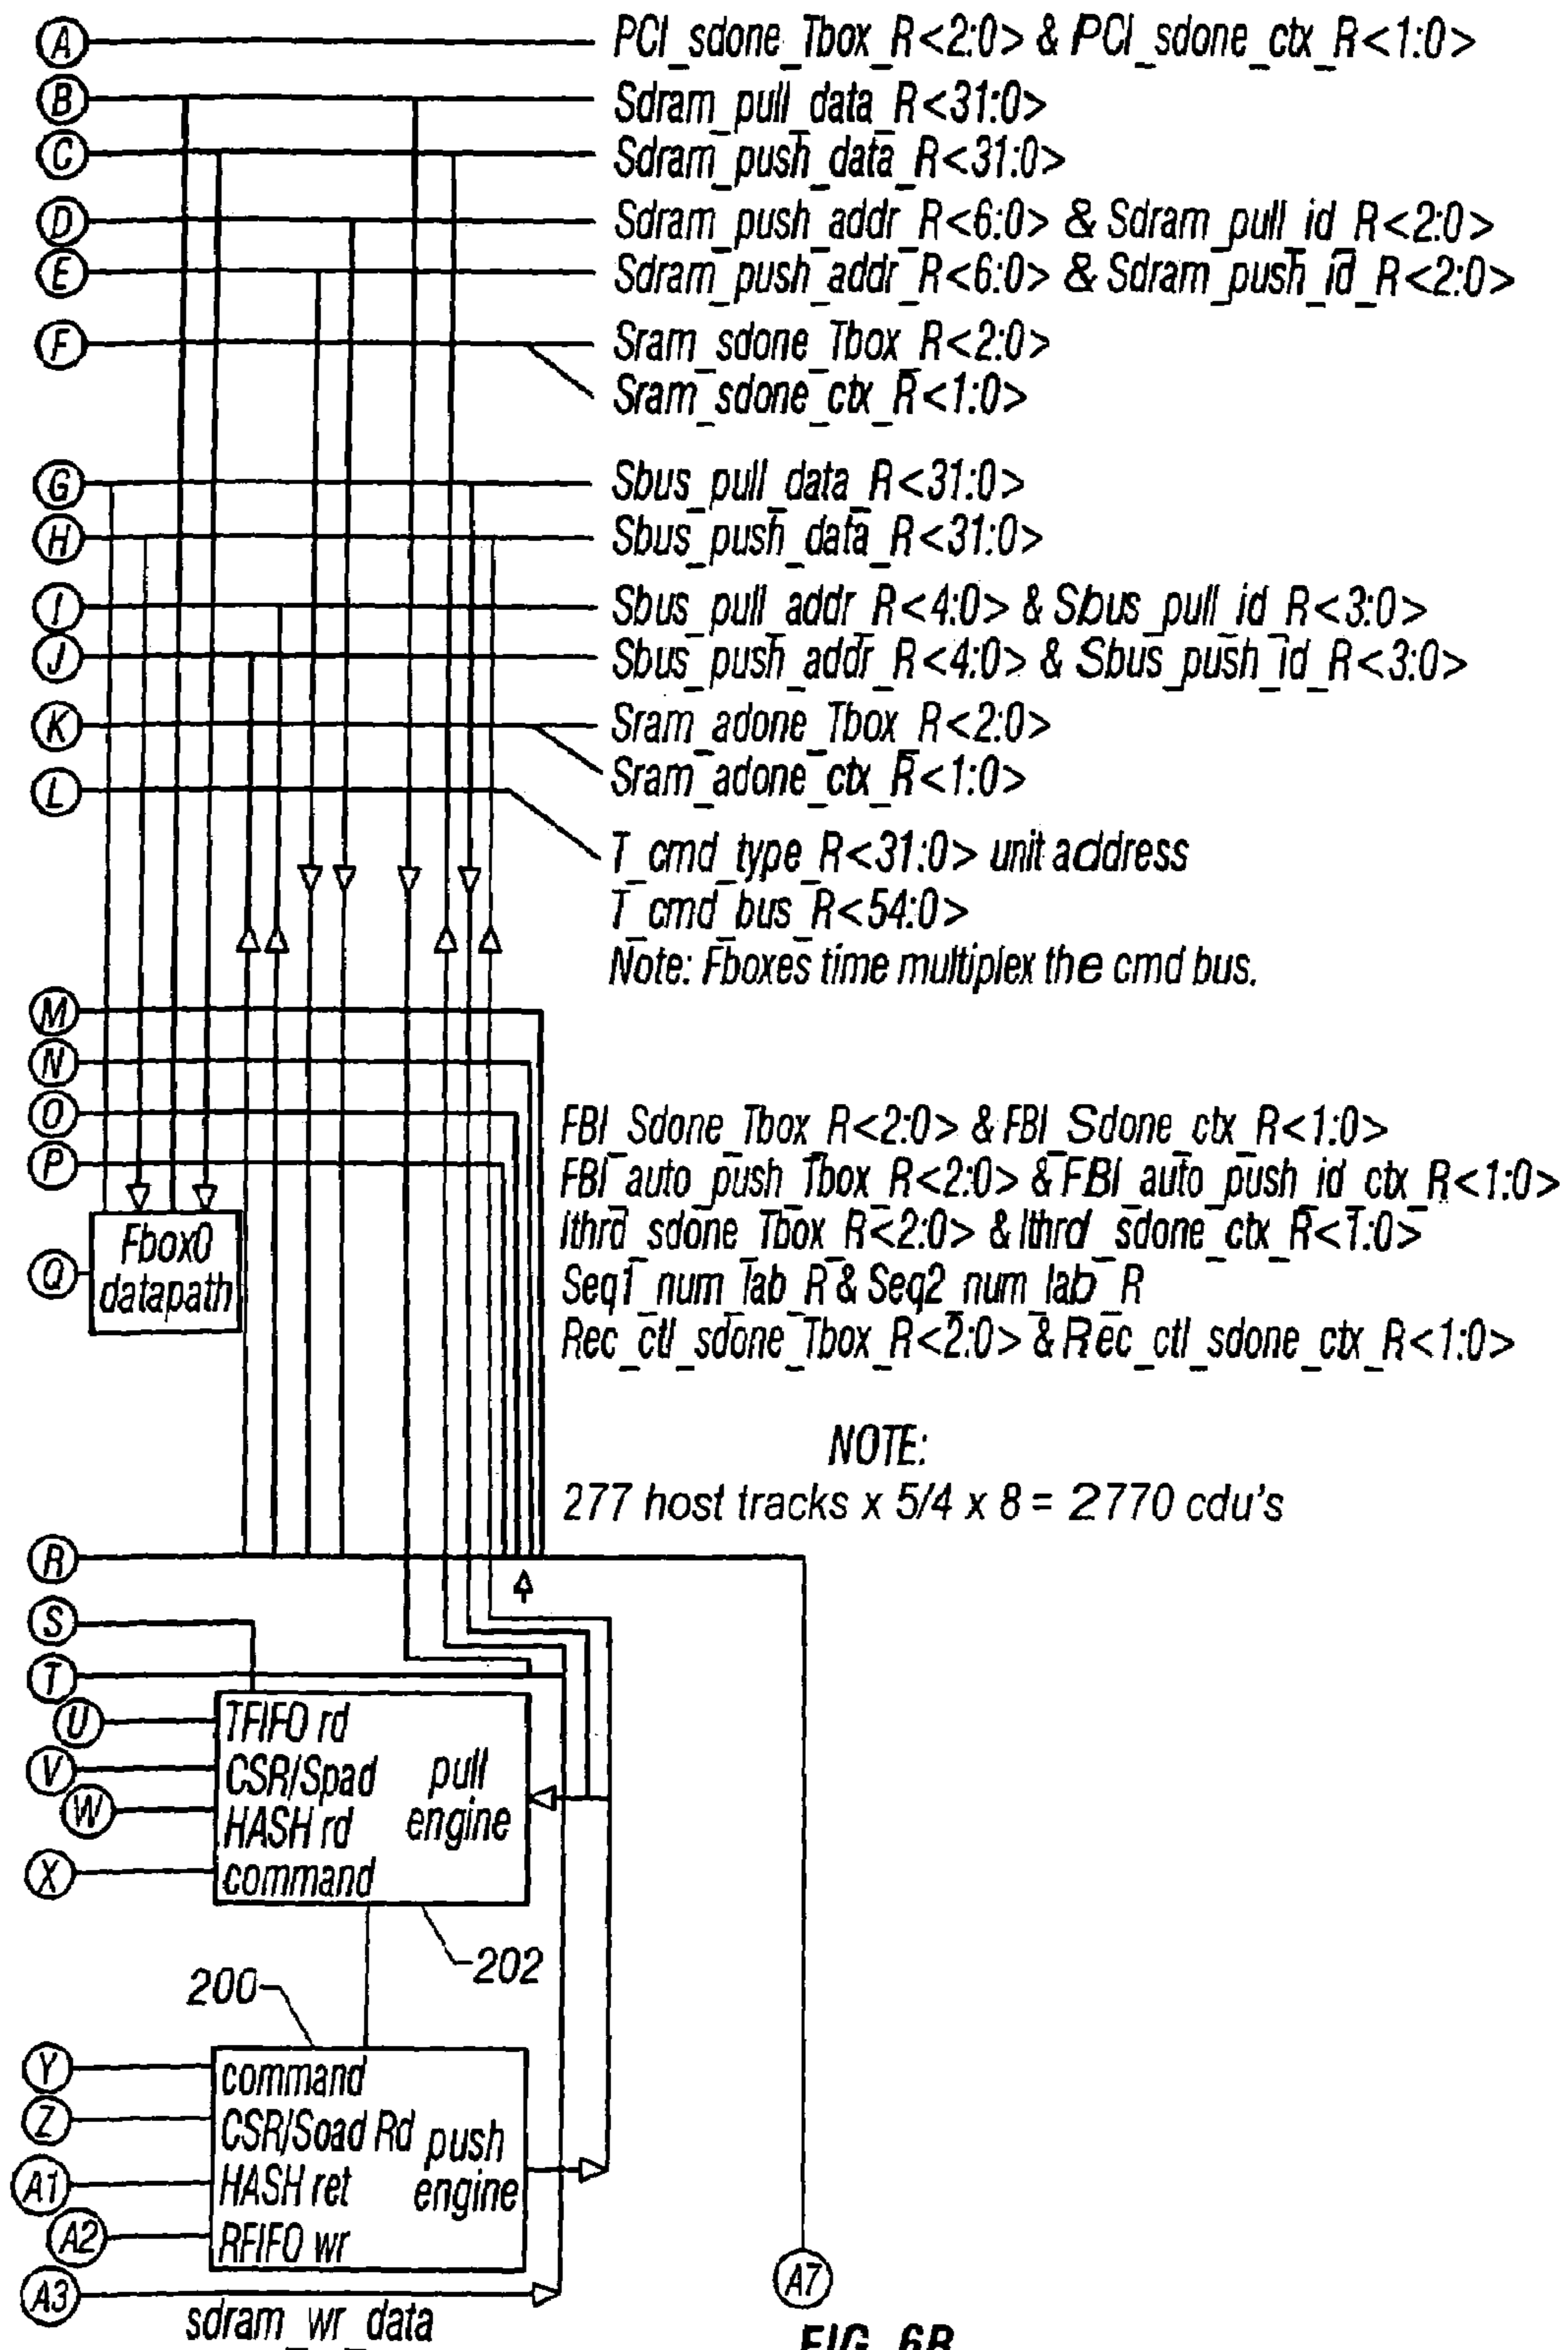 A PCI_sdone_Tbox_R<2:0> & PCI_sdone_ctx_R<1:0>
B Sdram_pull_data_R<31:0>
C Sdram_push_data_R<31:0>
D Sdram_push_addr_R<6:0> & Sdram_pull_id_R<2:0>
E Sdram_push_addr_R<6:0> & Sdram_push_id_R<2:0>
F Sram_sdone_Tbox_R<2:0>
Sram_sdone_ctx_R<1:0>
G Sbus_pull_data_R<31:0>
H Sbus_push_data_R<31:0>
I Sbus_pull_addr_R<4:0> & Sbus_pull_id_R<3:0>
J Sbus_push_addr_R<4:0> & Sbus_push_id_R<3:0>
K Sram_adone_Tbox_R<2:0>
Sram_adone_ctx_R<1:0>
L
T_cmd_type_R<31:0> unit address
T_cmd_bus_R<54:0>
Note: Fboxes time multiplex the cmd bus.
M
N
O
P
FBI_Sdone_Tbox_R<2:0> & FBI_Sdone_ctx_R<1:0>
FBI_auto_push_Tbox_R<2:0> & FBI_auto_push_id_ctx_R<1:0>
Ithrd_sdone_Tbox_R<2:0> & Ithrd_sdone_ctx_R<1:0>
Seq1_num_lab_R & Seq2_num_lab_R
Rec_ctl_sdone_Tbox_R<2:0> & Rec_ctl_sdone_ctx_R<1:0>
Q
Fbox0
datapath
NOTE:
277 host tracks x 5/4 x 8 = 2770 cdu's
R
S
T
U TFIFO rd
V CSR/Spad
W HASH rd
X command
pull
engine
202
200
Y command
Z CSR/Soad Rd
A1 HASH ret
A2 RFIFO wr
push
engine
A3
sdram_wr_data
A7
FIG. 6B